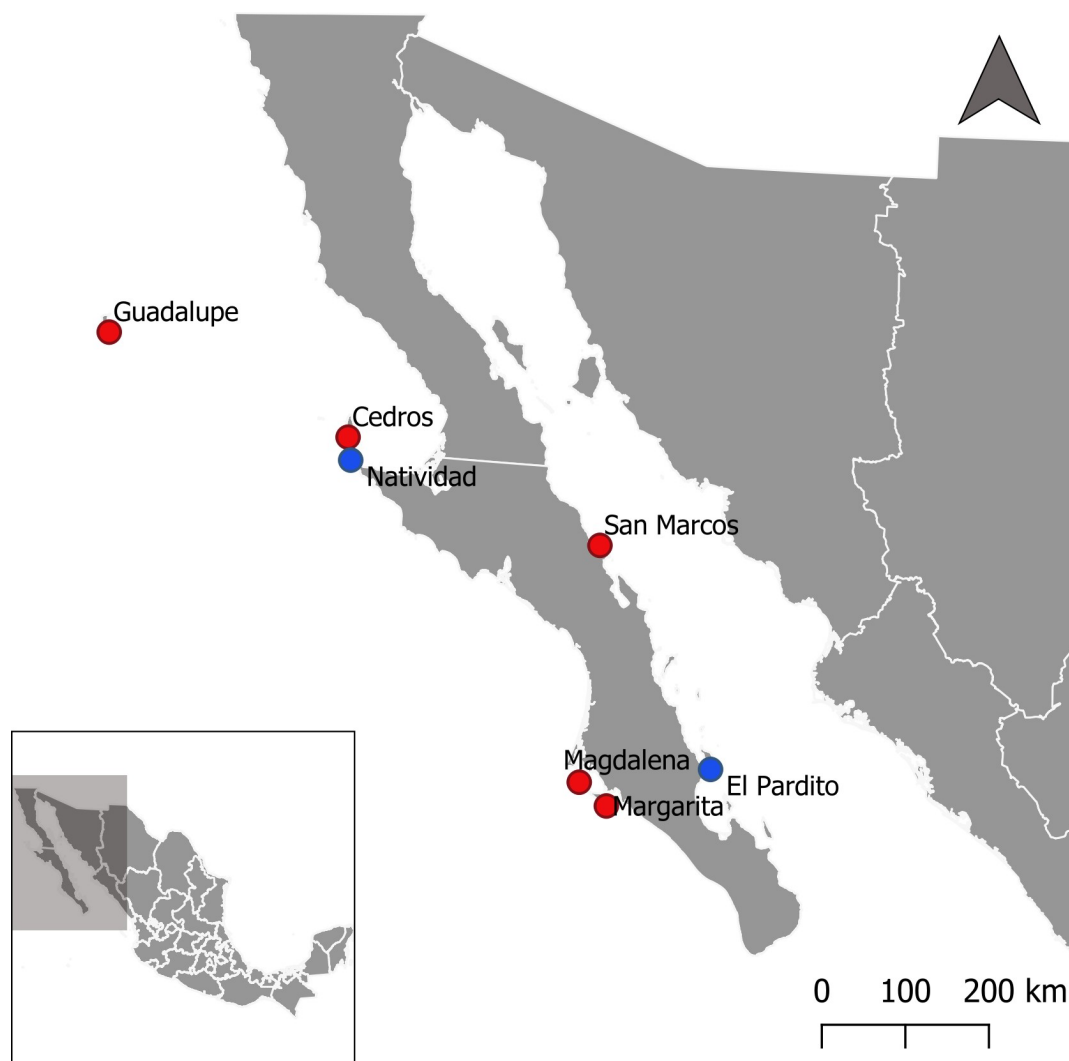 Guadalupe
Cedros
Natividad
San Marcos
Magdalena
El Pardito
Margarita
0 100 200 km